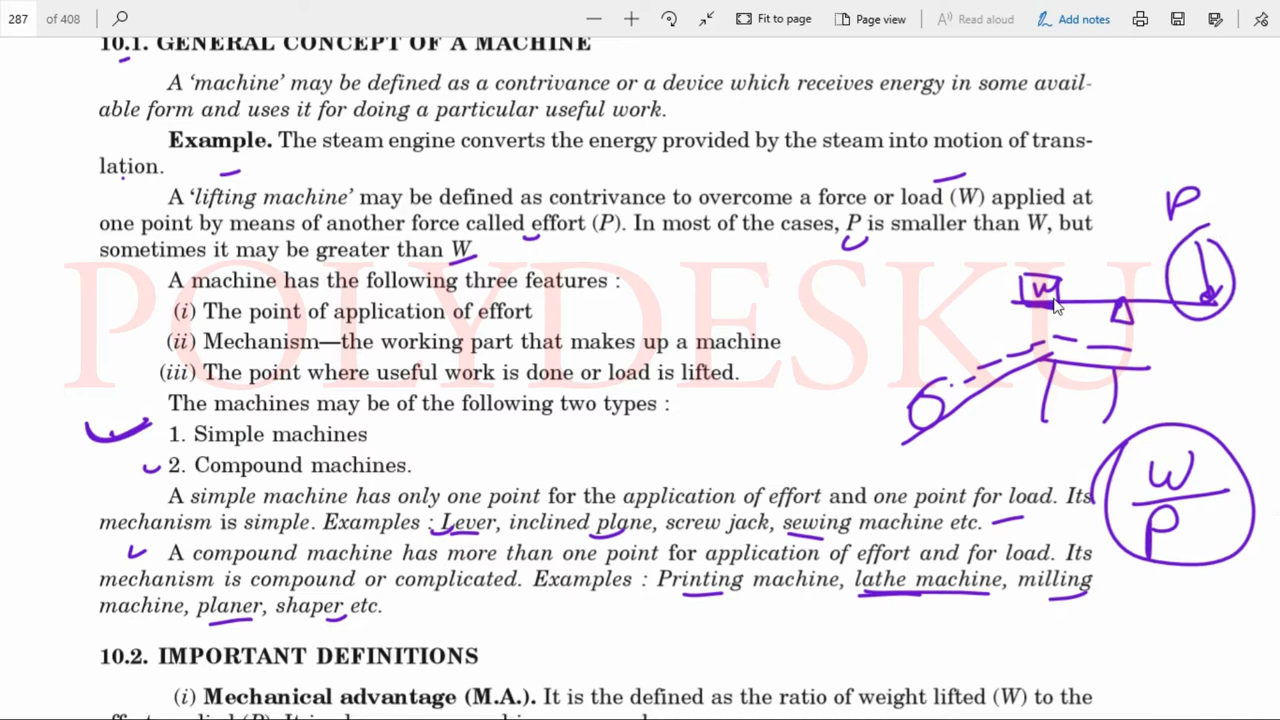 287 of 408 Fit to page Page view Read aloud Add notes
10.1. GENERAL CONCEPT OF A MACHINE
A ‘machine’ may be defined as a contrivance or a device which receives energy in some avail-
able form and uses it for doing a particular useful work.
Example. The steam engine converts the energy provided by the steam into motion of trans-
lation.
A ‘lifting machine’ may be defined as contrivance to overcome a force or load (W) applied at
P
one point by means of another force called effort (P). In most of the cases, P is smaller than W, but
sometimes it may be greater than W.
A machine has the following three features :
W
(i) The point of application of effort
(ii) Mechanism—the working part that makes up a machine
(iii) The point where useful work is done or load is lifted.
The machines may be of the following two types :
1. Simple machines
2. Compound machines.
W
P
A simple machine has only one point for the application of effort and one point for load. Its
mechanism is simple. Examples : Lever, inclined plane, screw jack, sewing machine etc.
A compound machine has more than one point for application of effort and for load. Its
mechanism is compound or complicated. Examples : Printing machine, lathe machine, milling
machine, planer, shaper etc.
10.2. IMPORTANT DEFINITIONS
(i) Mechanical advantage (M.A.). It is the defined as the ratio of weight lifted (W) to the
POLYDESKU